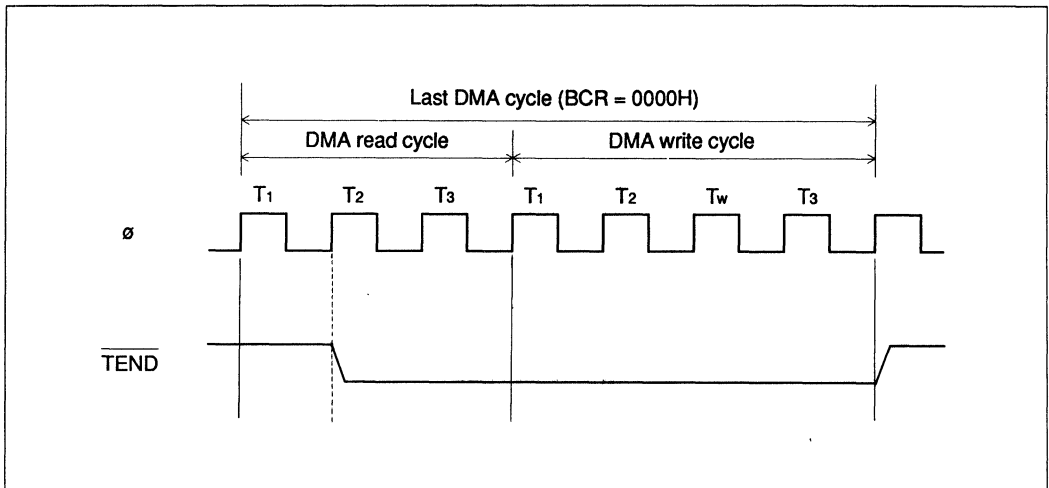 Last DMA cycle (BCR = 0000H)
DMA read cycle DMA write cycle
T1 T2 T3 T1 T2 Tw T3
ø
TEND